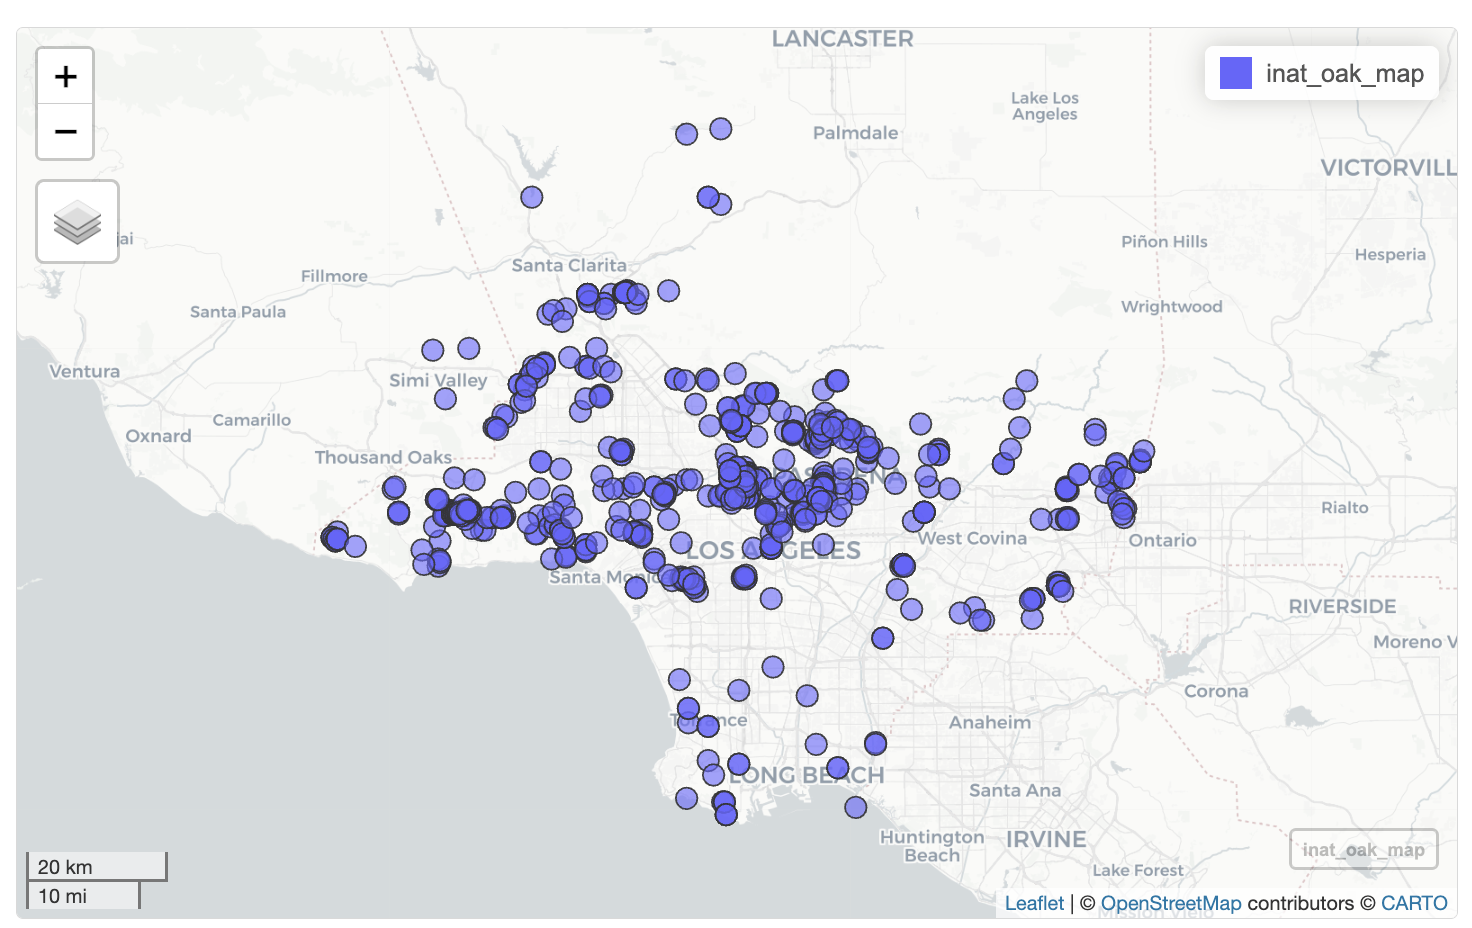 LANCASTER
+
inat_oak_map
Lake Los
Angeles
−
Palmdale
VICTORVILL
jai
Piñon Hills
Hesperia
Santa Clarita
Fillmore
Santa Paula
Wrightwood
Ventura
Simi Valley
Camarillo
Oxnard
Thousand Oaks
PASADENA
Rialto
West Covina
Ontario
LOS ANGELES
Santa Monic
RIVERSIDE
Moreno V
Corona
Torrance
Anaheim
LONG BEACH
Santa Ana
Huntington
Beach
IRVINE
inat_oak_map
20 km
Lake Forest
10 mi
Leaflet | © OpenStreetMap contributors © CARTO
Mission Viejo